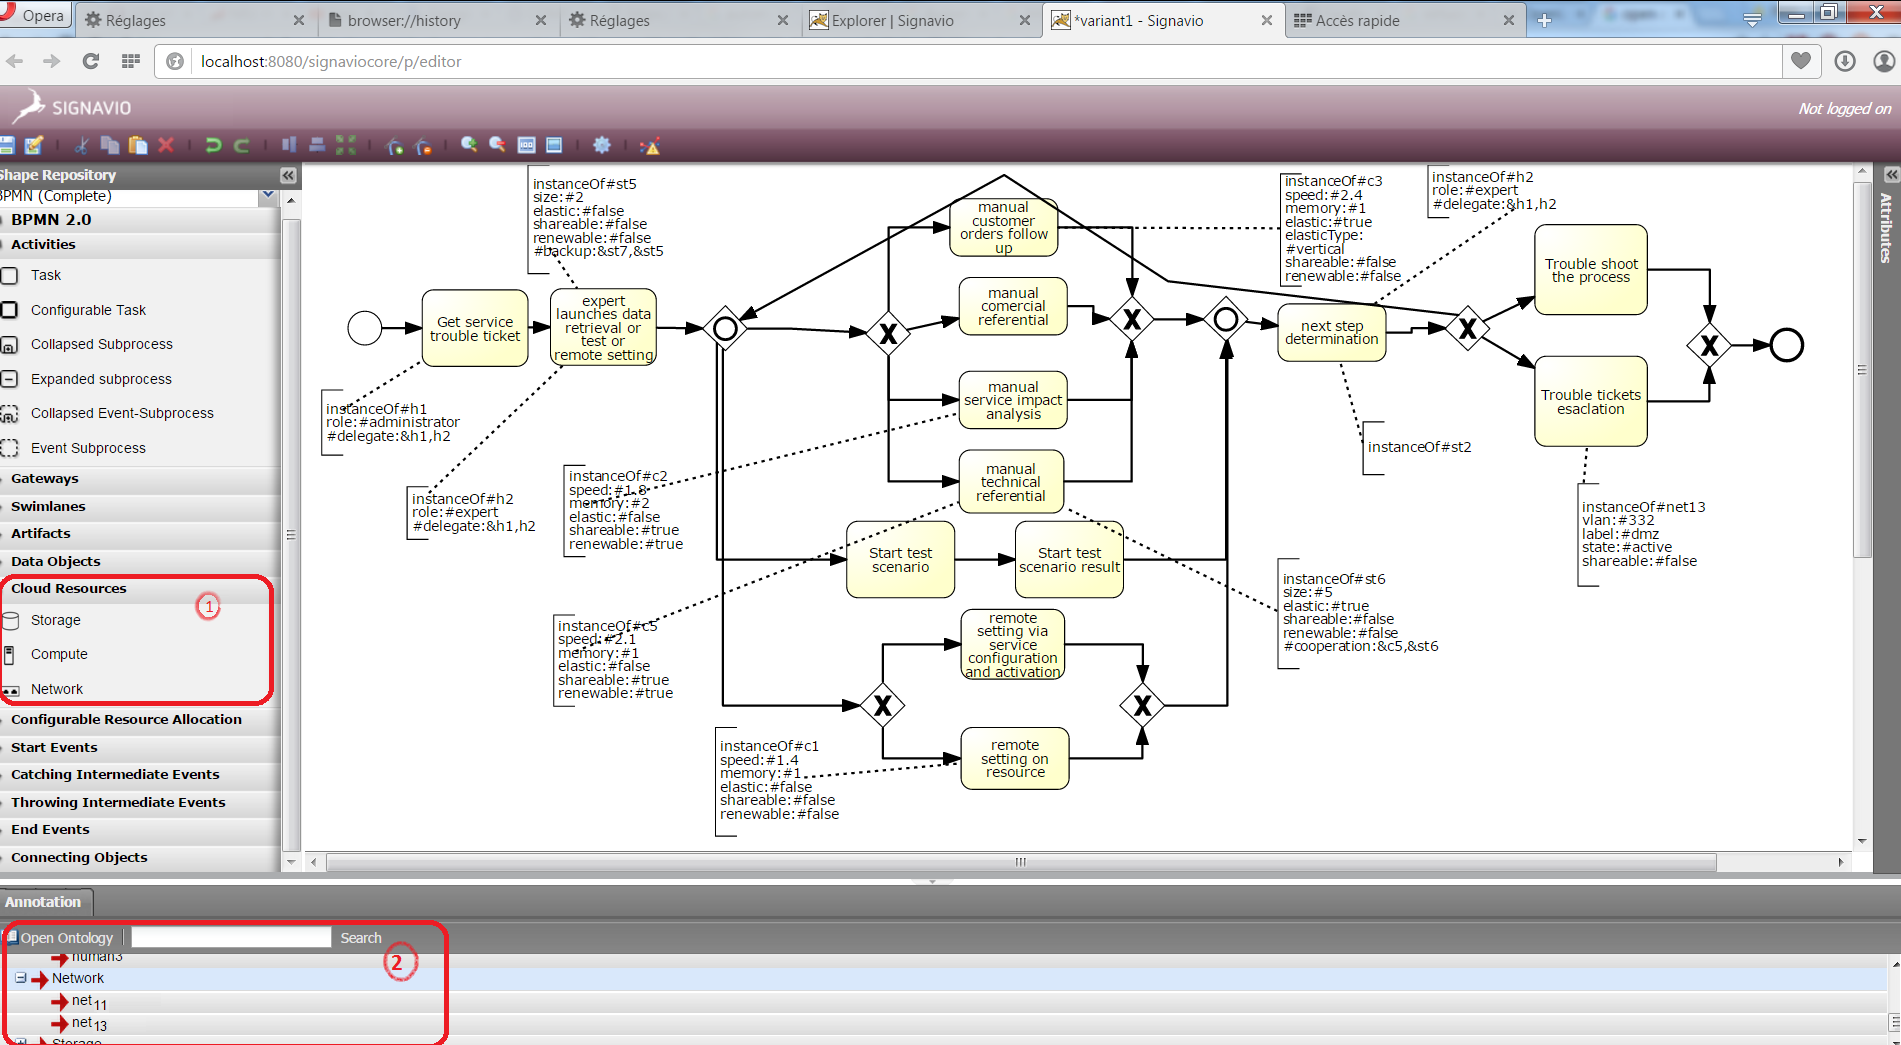 Opera
Réglages
browser://history
Réglages
Explorer | Signavio
*variant1 - Signavio
Accès rapide
localhost:8080/signaviocore/p/editor
SIGNAVIO
Not logged on
Shape Repository
BPMN (Complete)
BPMN 2.0
Activities
Task
Configurable Task
Collapsed Subprocess
Expanded subprocess
Collapsed Event-Subprocess
Event Subprocess
Gateways
Swimlanes
Artifacts
Data Objects
Cloud Resources
1
Storage
Compute
Network
Configurable Resource Allocation
Start Events
Catching Intermediate Events
Throwing Intermediate Events
End Events
Connecting Objects
Attributes
instanceOf#st5
size:#2
elastic:#false
shareable:#false
renewable:#false
#backup:&st7,&st5
Get service
trouble ticket
expert
launches data
retrieval or
test or
remote setting
instanceOf#h1
role:#administrator
#delegate:&h1,h2
instanceOf#h2
role:#expert
#delegate:&h1,h2
manual
customer
orders follow
up
manual
comercial
referential
manual
service impact
analysis
manual
technical
referential
instanceOf#c3
speed:#2.4
memory:#1
elastic:#true
elasticType:
#vertical
shareable:#false
renewable:#false
instanceOf#h2
role:#expert
#delegate:&h1,h2
next step
determination
Trouble shoot
the process
Trouble tickets
esaclation
instanceOf#st2
instanceOf#net13
vlan:#332
label:#dmz
state:#active
shareable:#false
instanceOf#c2
speed:#1.8
memory:#2
elastic:#false
shareable:#true
renewable:#true
Start test
scenario
Start test
scenario result
instanceOf#c5
speed:#2.1
memory:#1
elastic:#false
shareable:#true
renewable:#true
remote
setting via
service
configuration
and activation
instanceOf#st6
size:#5
elastic:#true
shareable:#false
renewable:#false
#cooperation:&c5,&st6
instanceOf#c1
speed:#1.4
memory:#1
elastic:#false
shareable:#false
renewable:#false
remote
setting on
resource
Annotation
Open Ontology
Search
2
human3
Network
net11
net13
Storage